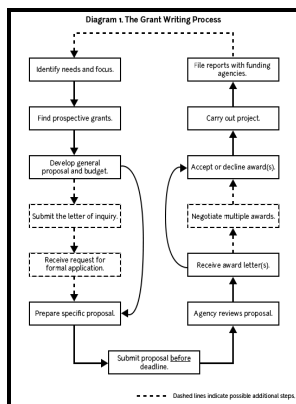 Diagram 1. The Grant Writing Process
Identify needs and focus.
Find prospective grants.
Develop general
proposal and budget.
Submit the letter of inquiry.
Receive request for
formal application.
Prepare specific proposal.
Submit proposal before
deadline.
Agency reviews proposal.
Receive award letter(s).
Negotiate multiple awards.
Accept or decline award(s).
Carry out project.
File reports with funding
agencies.
Dashed lines indicate possible additional steps.